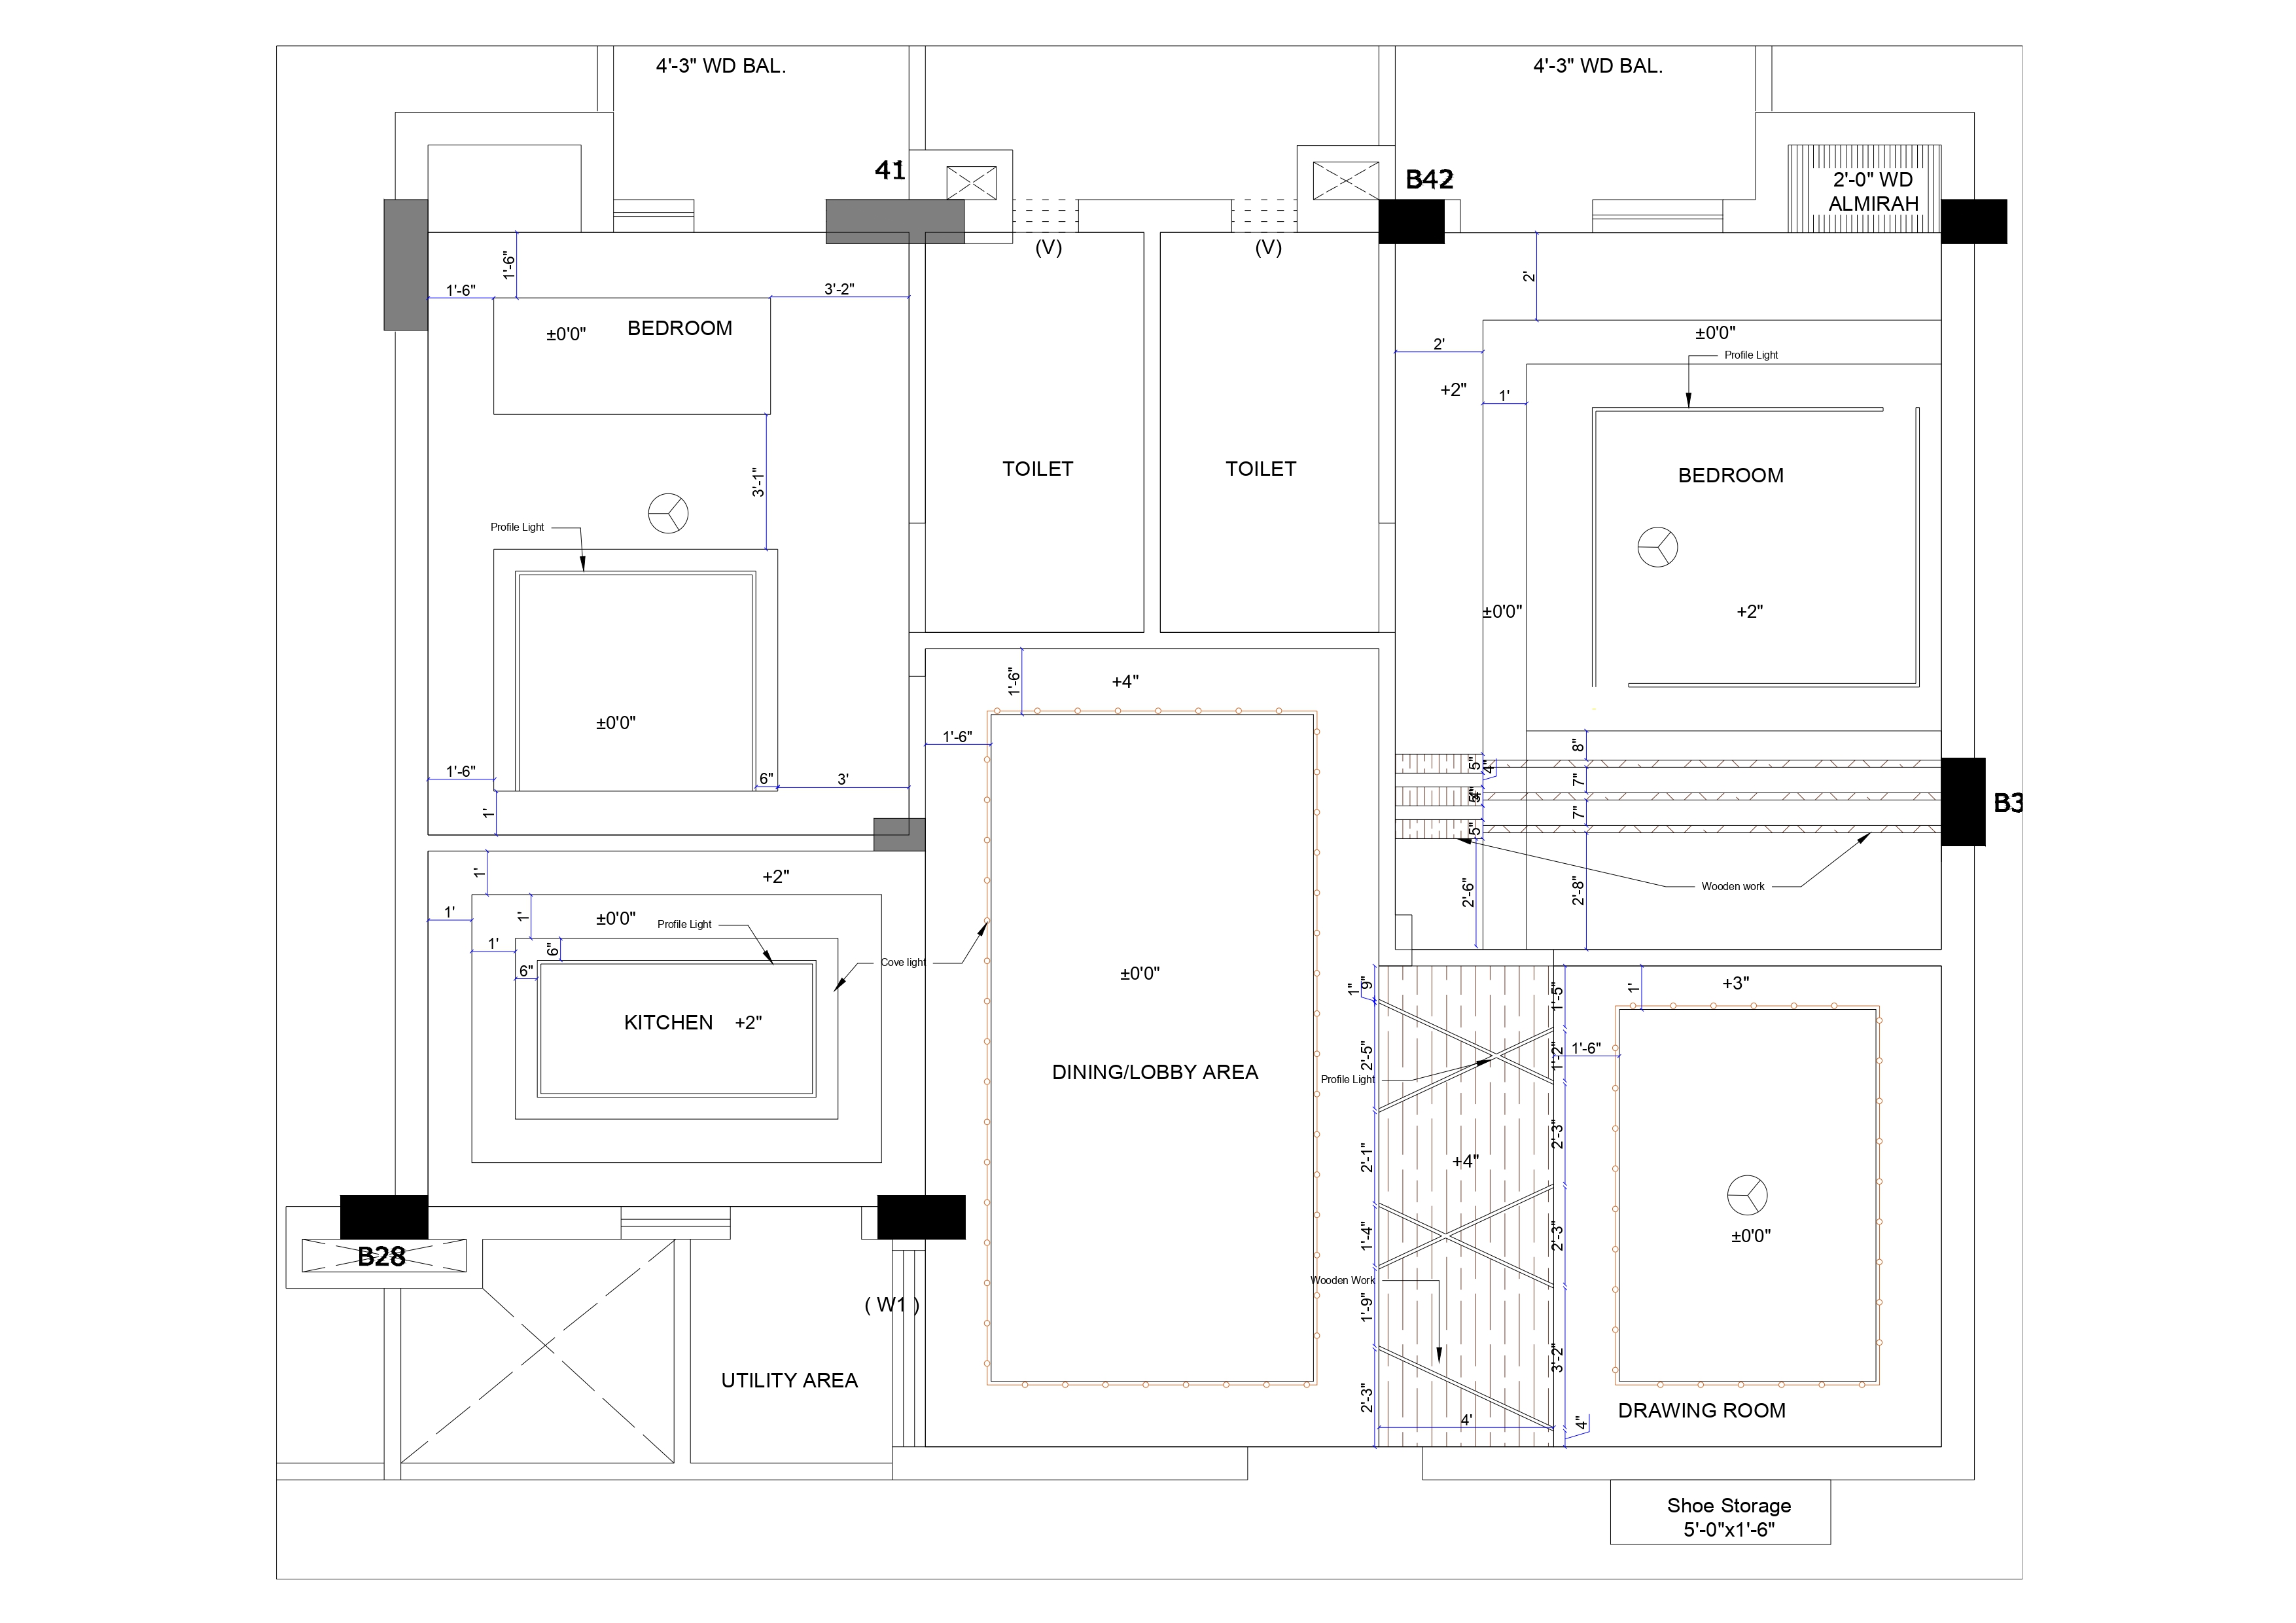 4'-3" WD BAL.
4'-3" WD BAL.
41
B42
2'-0" WD
ALMIRAH
(V)
(V)
1'-6"
1'-6"
3'-2"
2'
±0'0"
BEDROOM
±0'0"
2'
Profile Light
+2"
1'
TOILET
TOILET
BEDROOM
3'-1"
Profile Light
±0'0"
+2"
1'-6"
+4"
±0'0"
1'-6"
8"
1'-6"
6"
3'
5"
4"
7"
1'
5"
7"
B3
5"
1'
+2"
2'-6"
2'-8"
Wooden work
1'
1'
±0'0"
Profile Light
1'
6"
Cove light
6"
±0'0"
1"
9"
1'-5"
1'
+3"
KITCHEN
+2"
2'-5"
1'-2"
1'-6"
DINING/LOBBY AREA
Profile Light
2'-1"
+4"
2'-3"
B28
1'-4"
2'-3"
±0'0"
( W1 )
Wooden Work
1'-9"
3'-2"
UTILITY AREA
2'-3"
4'
4"
DRAWING ROOM
Shoe Storage
5'-0"x1'-6"